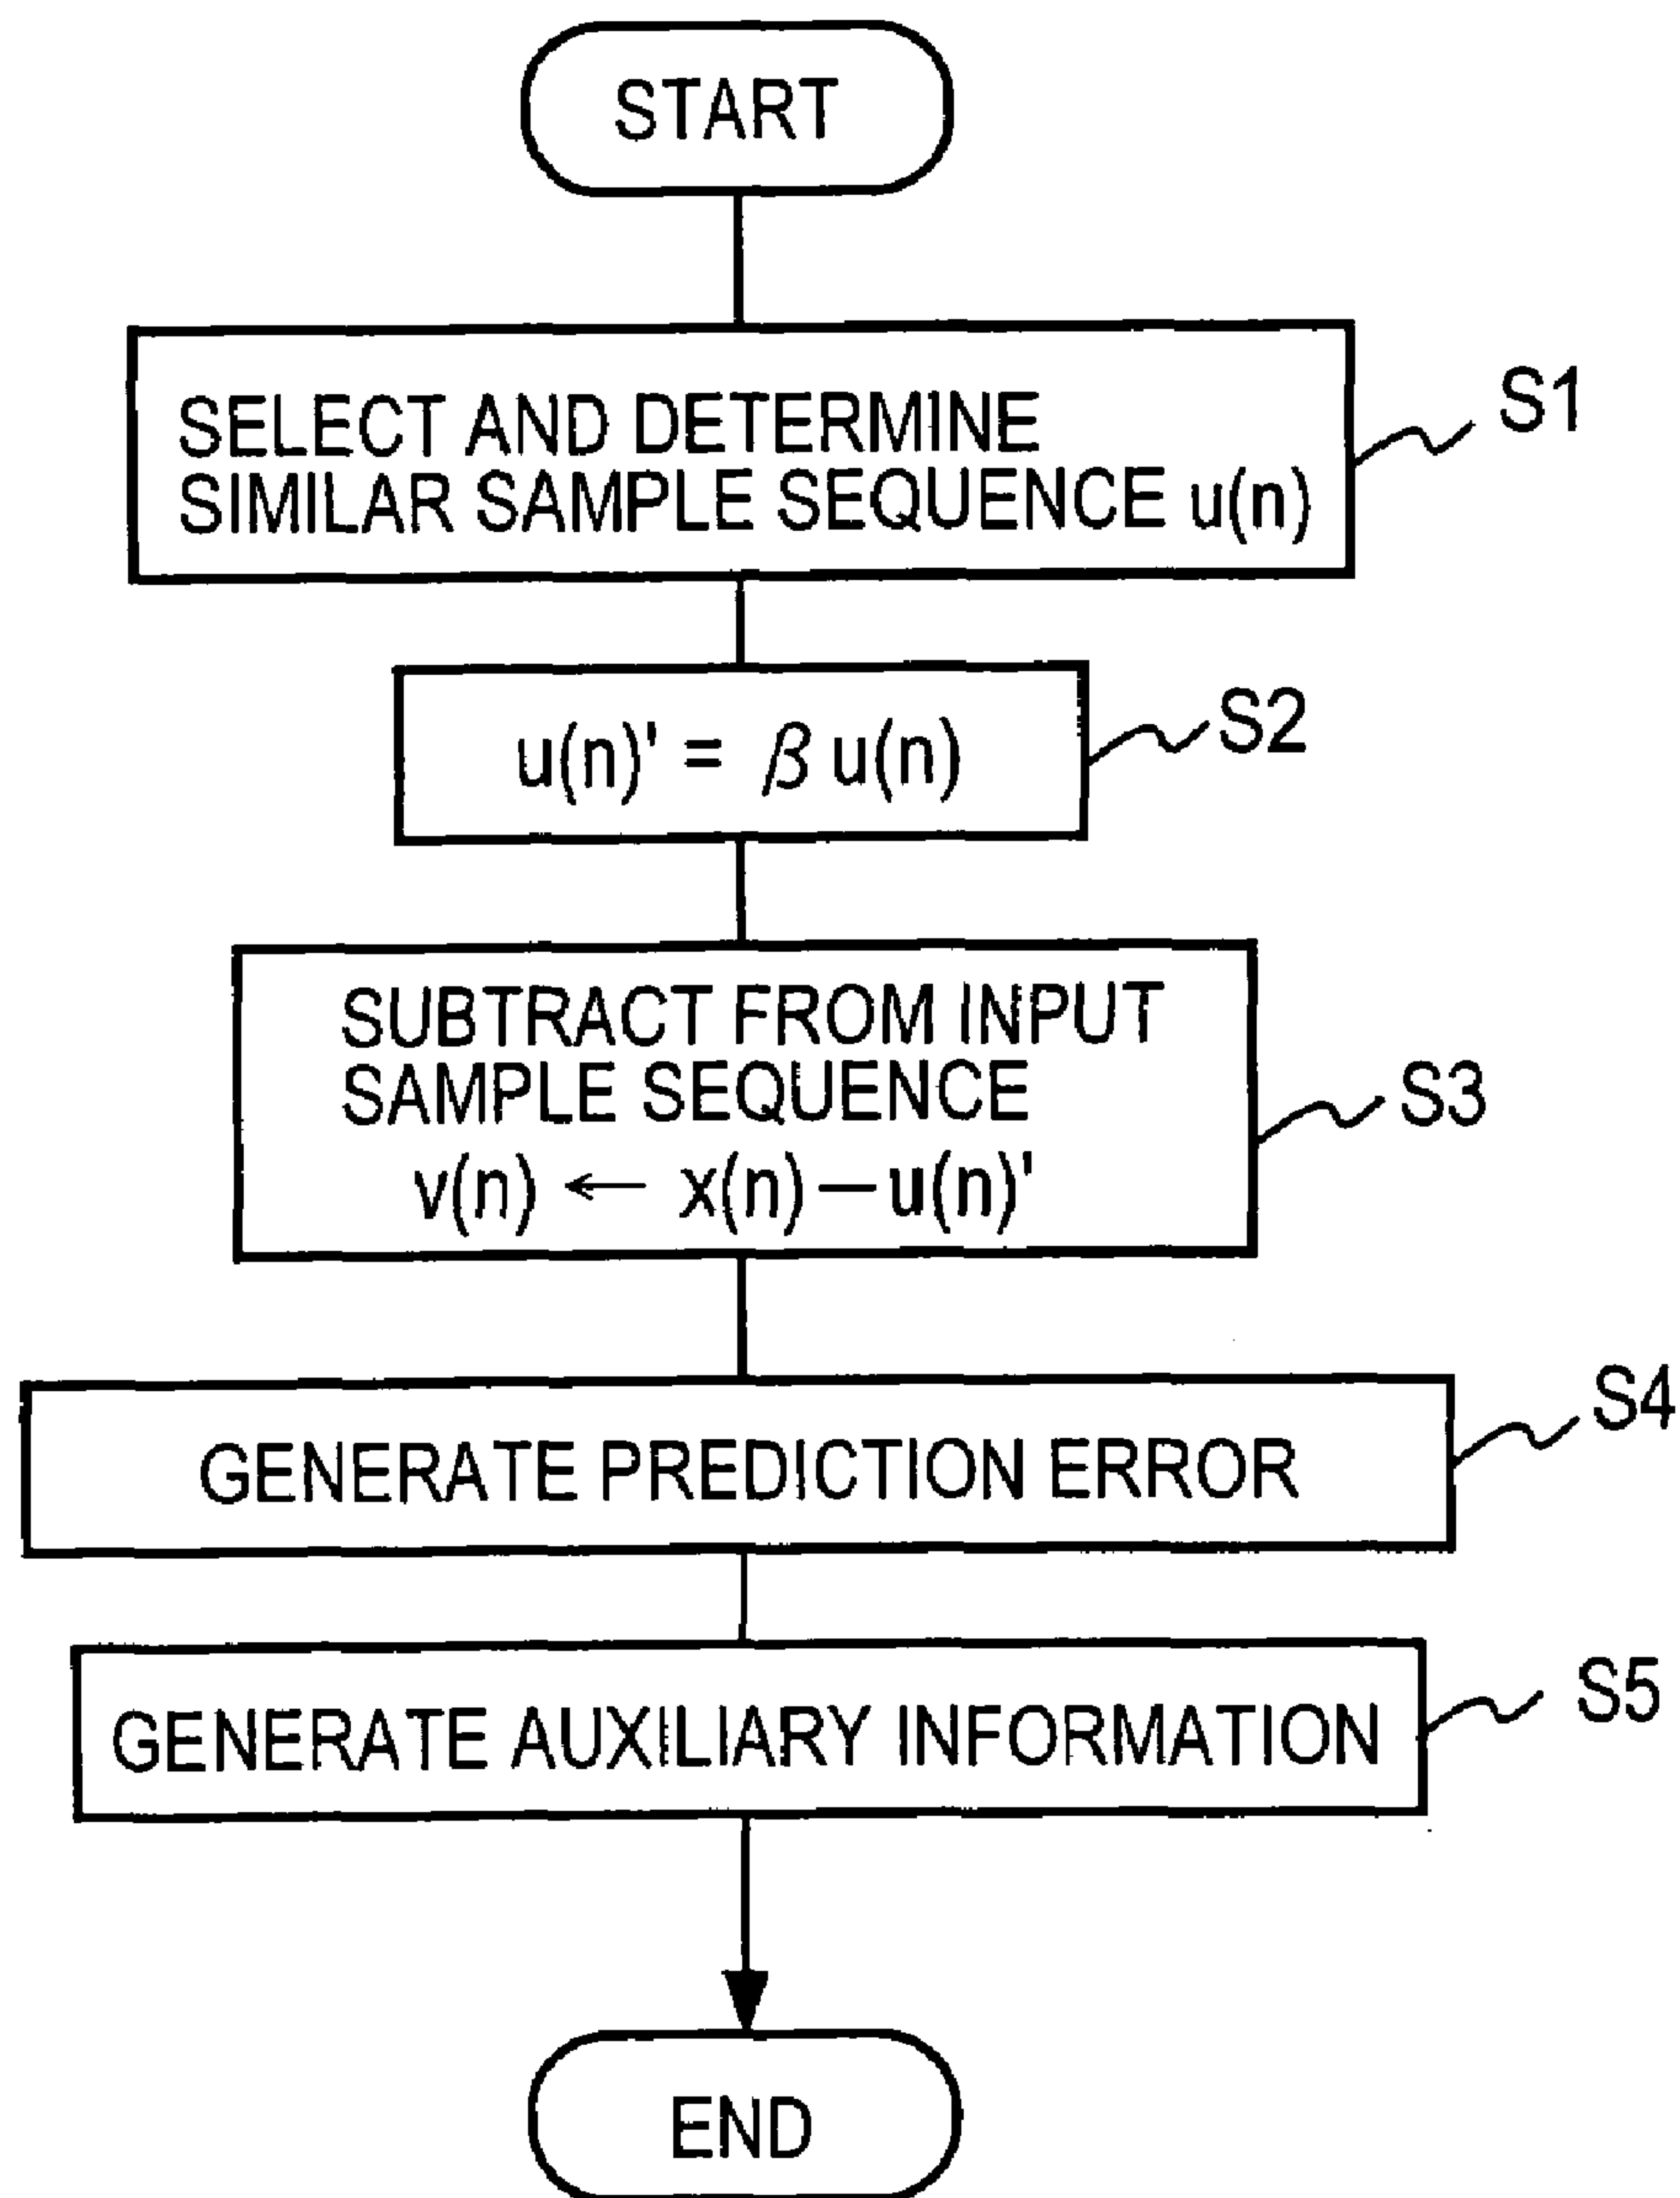 START
SELECT AND DETERMINE
SIMILAR SAMPLE SEQUENCE u(n)
S1
u(n)' = β u(n)
S2
SUBTRACT FROM INPUT
SAMPLE SEQUENCE
v(n) ← x(n) — u(n)'
S3
GENERATE PREDICTION ERROR
S4
GENERATE AUXILIARY INFORMATION
S5
END